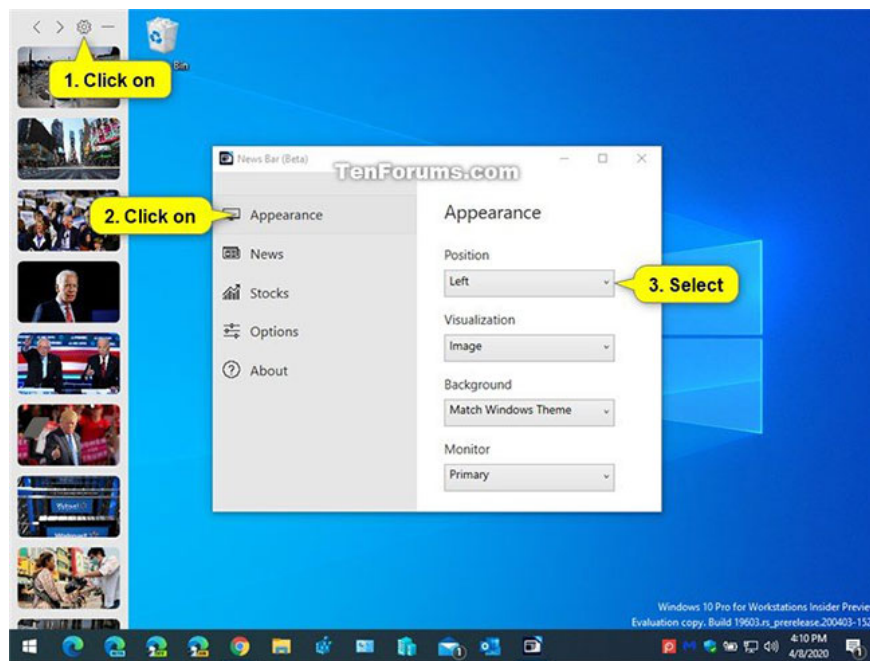 1. Click on
Bin
News Bar (Beta)
TenForums.com
2. Click on
Appearance
News
Stocks
Options
About
Appearance
Position
Left
3. Select
Visualization
Image
Background
Match Windows Theme
Monitor
Primary
Walmart
Windows 10 Pro for Workstations Insider Previe
Evaluation copy. Build 19603.rs_prerelease.200403-152
4:10 PM
4/8/2020